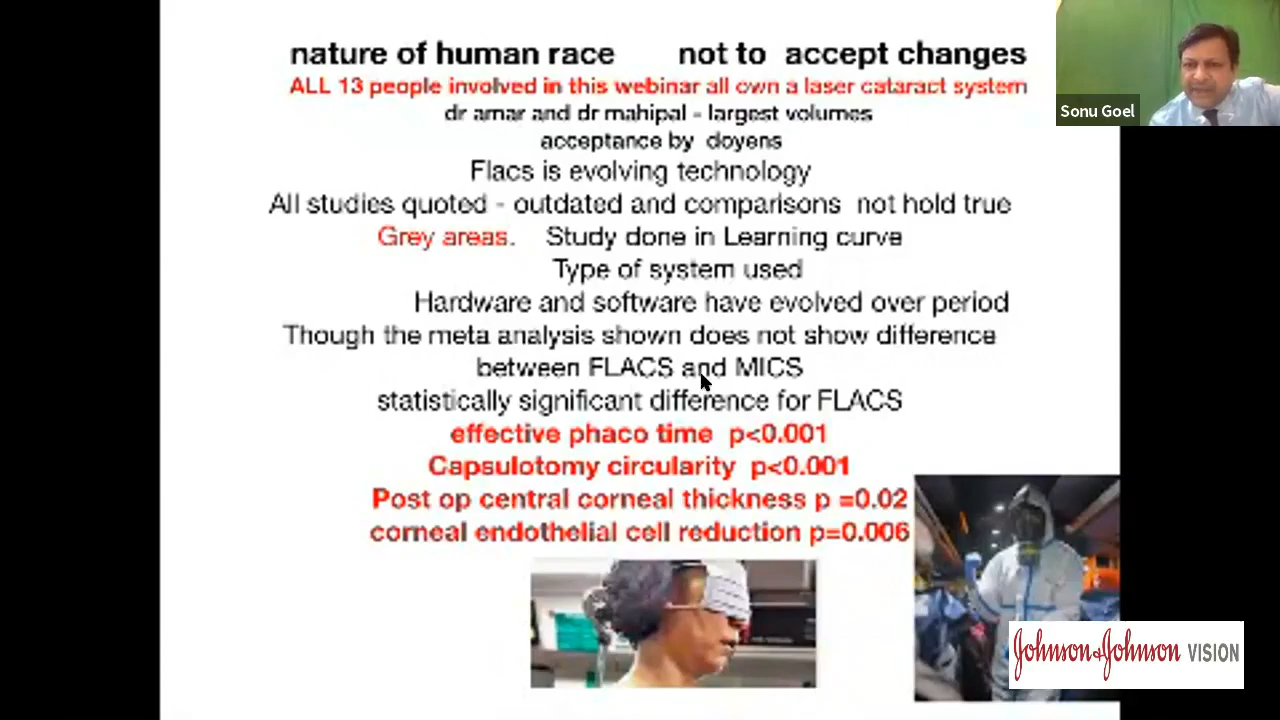 nature of human race not to accept changes
ALL 13 people involved in this webinar all own a laser cataract system
dr amar and dr mahipal - largest volumes
acceptance by doyens
Flacs is evolving technology
All studies quoted - outdated and comparisons not hold true
Grey areas. Study done in Learning curve
Type of system used
Hardware and software have evolved over period
Though the meta analysis shown does not show difference
between FLACS and MICS
statistically significant difference for FLACS
effective phaco time p<0.001
Capsulotomy circularity p<0.001
Post op central corneal thickness p =0.02
corneal endothelial cell reduction p=0.006
Sonu Goel
Johnson & Johnson VISION